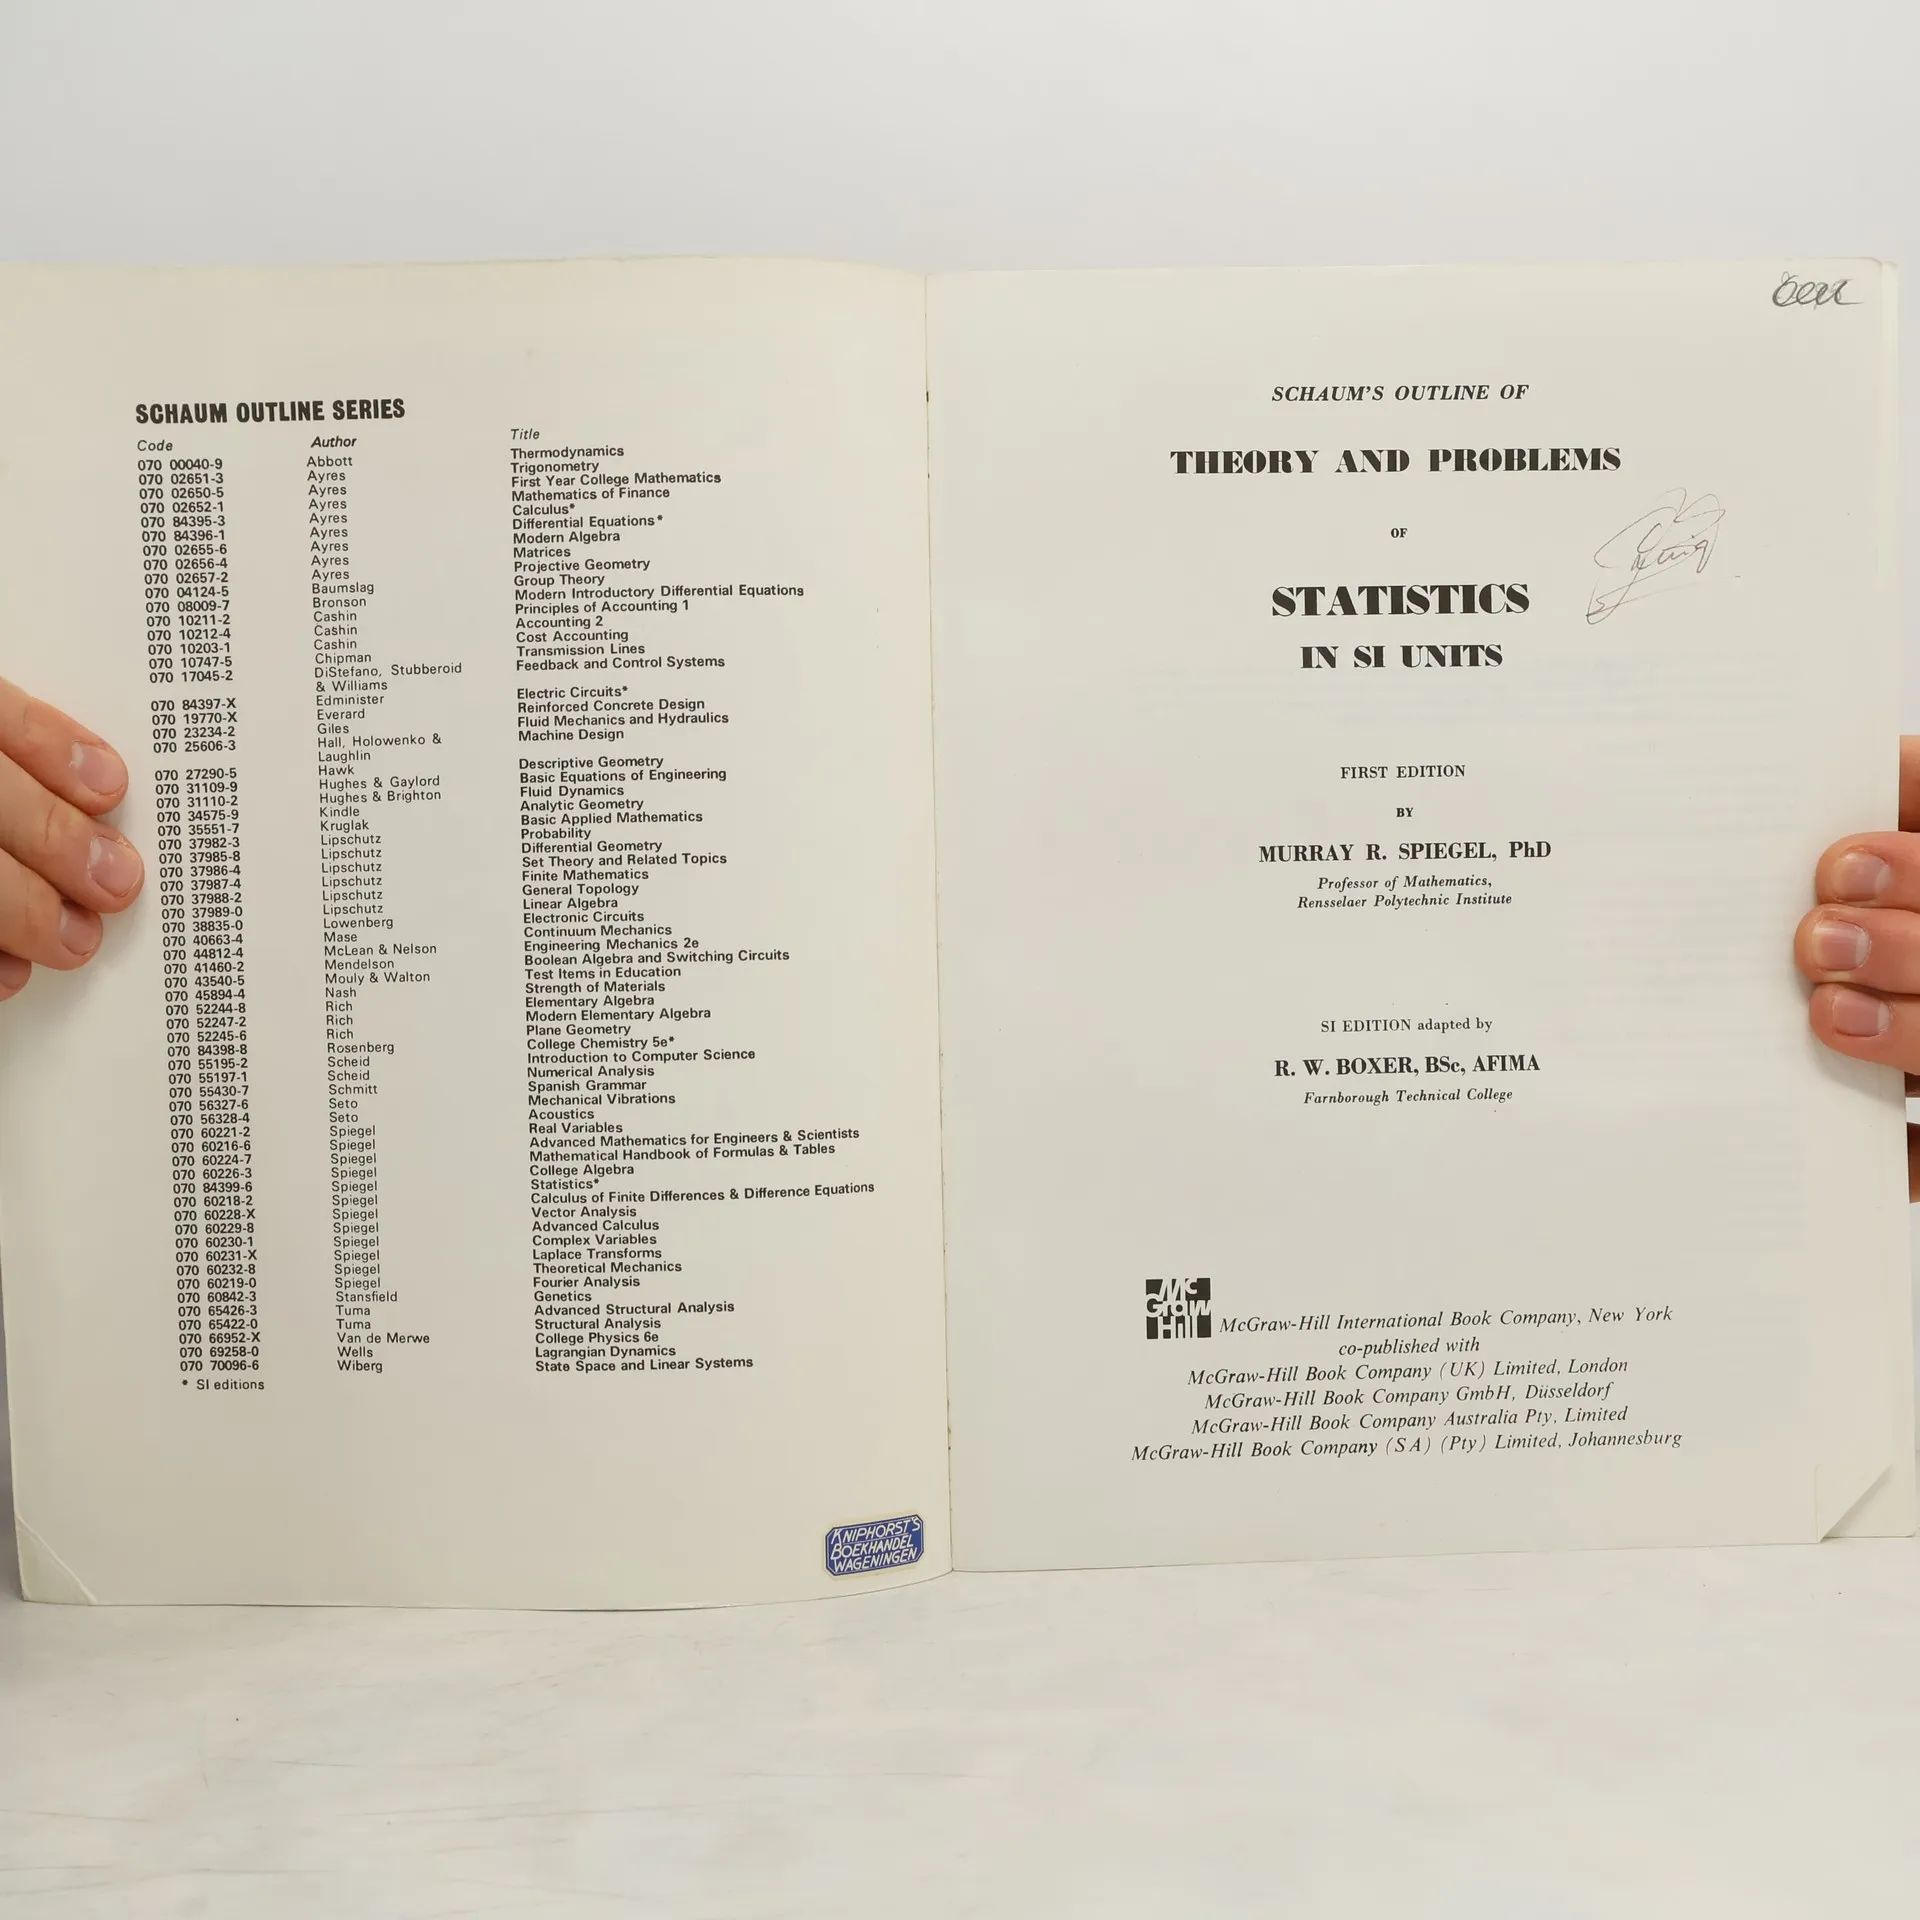 SCHAUM OUTLINE SERIES
Code Author Title
070 00040-9 Abbott Thermodynamics
070 02651-3 Ayres Trigonometry
070 02650-5 Ayres First Year College Mathematics
070 02652-1 Ayres Mathematics of Finance
070 84395-3 Ayres Calculus*
070 84396-1 Ayres Differential Equations*
070 02655-6 Ayres Modern Algebra
070 02656-4 Ayres Matrices
070 02657-2 Ayres Projective Geometry
070 04124-5 Baumslag Group Theory
070 08009-7 Bronson Modern Introductory Differential Equations
070 10211-2 Cashin Principles of Accounting 1
070 10212-4 Cashin Accounting 2
070 10203-1 Cashin Cost Accounting
070 10747-5 Chipman Transmission Lines
070 17045-2 DiStefano, Stubberoid Feedback and Control Systems
& Williams
070 84397-X Edminister Electric Circuits*
070 19770-X Everard Reinforced Concrete Design
070 23234-2 Giles Fluid Mechanics and Hydraulics
070 25606-3 Hall, Holowenko & Machine Design
Laughlin
070 27290-5 Hawk Descriptive Geometry
070 31109-9 Hughes & Gaylord Basic Equations of Engineering
070 31110-2 Hughes & Brighton Fluid Dynamics
070 34575-9 Kindle Analytic Geometry
070 35551-7 Kruglak Basic Applied Mathematics
070 37982-3 Lipschutz Probability
070 37985-8 Lipschutz Differential Geometry
070 37986-4 Lipschutz Set Theory and Related Topics
070 37987-4 Lipschutz Finite Mathematics
070 37988-2 Lipschutz General Topology
070 37989-0 Lipschutz Linear Algebra
070 38835-0 Lowenberg Electronic Circuits
070 40663-4 Mase Continuum Mechanics
070 44812-4 McLean & Nelson Engineering Mechanics 2e
070 41460-2 Mendelson Boolean Algebra and Switching Circuits
070 43540-5 Mouly & Walton Test Items in Education
070 45894-4 Nash Strength of Materials
070 52244-8 Rich Elementary Algebra
070 52247-2 Rich Modern Elementary Algebra
070 52245-6 Rich Plane Geometry
070 84398-8 Rosenberg College Chemistry 5e*
070 55195-2 Scheid Introduction to Computer Science
070 55197-1 Scheid Numerical Analysis
070 55430-7 Schmitt Spanish Grammar
070 56327-6 Seto Mechanical Vibrations
070 56328-4 Seto Acoustics
070 60221-2 Spiegel Real Variables
070 60216-6 Spiegel Advanced Mathematics for Engineers & Scientists
070 60224-7 Spiegel Mathematical Handbook of Formulas & Tables
070 60226-3 Spiegel College Algebra
070 84399-6 Spiegel Statistics*
070 60218-2 Spiegel Calculus of Finite Differences & Difference Equations
070 60228-X Spiegel Vector Analysis
070 60229-8 Spiegel Advanced Calculus
070 60230-1 Spiegel Complex Variables
070 60231-X Spiegel Laplace Transforms
070 60232-8 Spiegel Theoretical Mechanics
070 60219-0 Spiegel Fourier Analysis
070 60842-3 Stansfield Genetics
070 65426-3 Tuma Advanced Structural Analysis
070 65422-0 Tuma Structural Analysis
070 66952-X Van de Merwe College Physics 6e
070 69258-0 Wells Lagrangian Dynamics
070 70096-6 Wiberg State Space and Linear Systems
* SI editions
KNIPHORST'S
BOEKHANDEL
WAGENINGEN
SCHAUM'S OUTLINE OF
THEORY AND PROBLEMS
OF
STATISTICS
IN SI UNITS
FIRST EDITION
BY
MURRAY R. SPIEGEL, PhD
Professor of Mathematics,
Rensselaer Polytechnic Institute
SI EDITION adapted by
R. W. BOXER, BSc, AFIMA
Farnborough Technical College
Mc
Graw
Hill
McGraw-Hill International Book Company, New York
co-published with
McGraw-Hill Book Company (UK) Limited, London
McGraw-Hill Book Company GmbH, Düsseldorf
McGraw-Hill Book Company Australia Pty, Limited
McGraw-Hill Book Company (SA) (Pty) Limited, Johannesburg